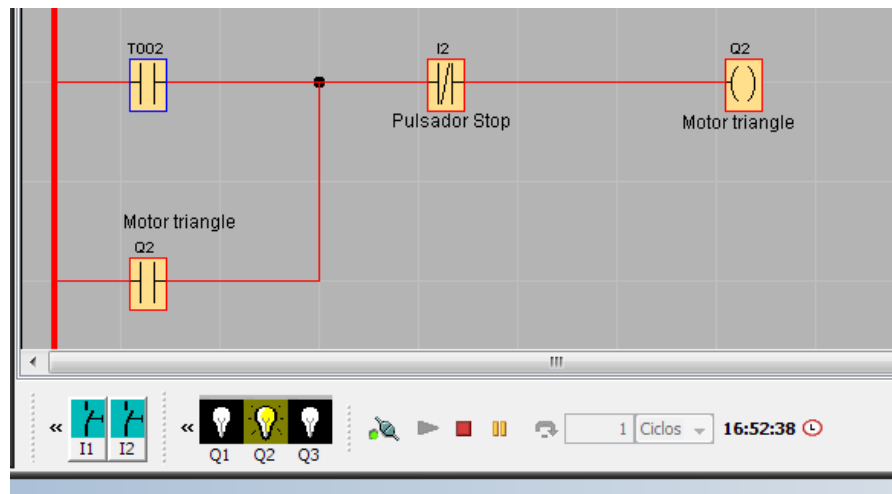 T002 I2 Q2
Pulsador Stop Motor triangle
Motor triangle
Q2
« I1 I2 « Q1 Q2 Q3 1 Ciclos 16:52:38